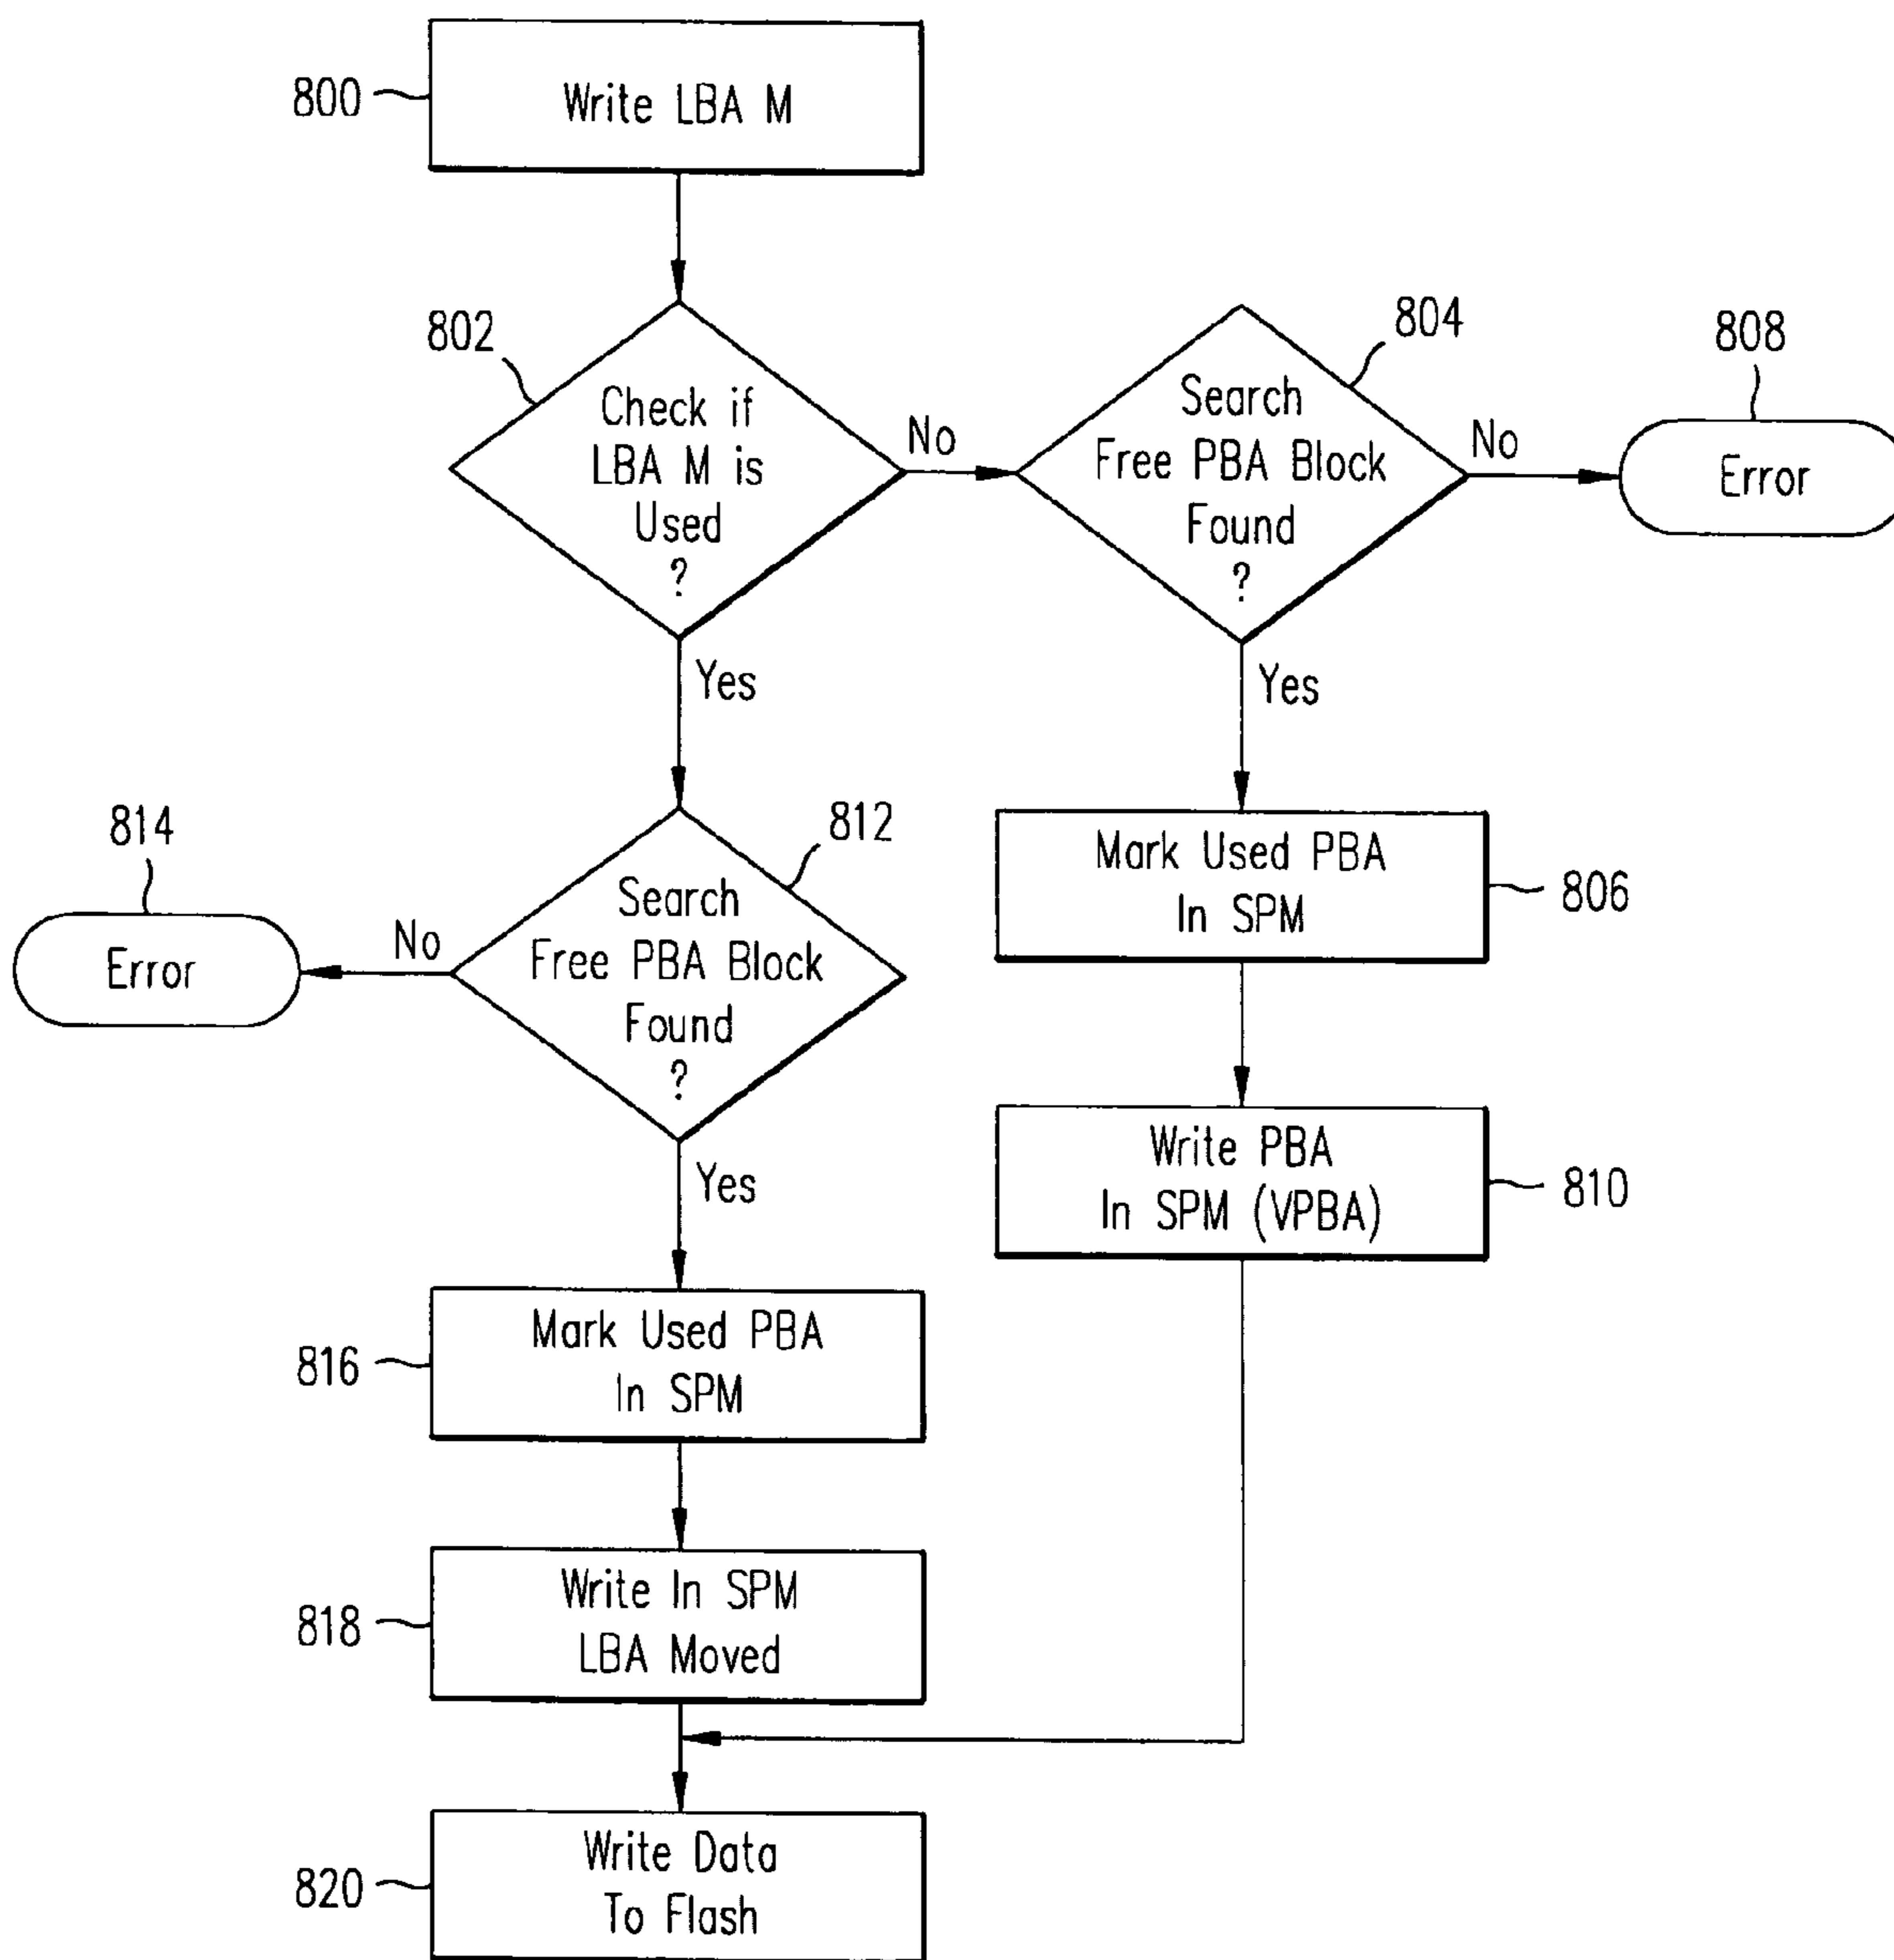 800
Write LBA M
802
Check if
LBA M is
Used
?
No
804
Search
Free PBA Block
Found
?
No
808
Error
Yes
Yes
814
Error
No
812
Search
Free PBA Block
Found
?
Mark Used PBA
In SPM
806
Yes
Write PBA
In SPM (VPBA)
810
816
Mark Used PBA
In SPM
818
Write In SPM
LBA Moved
820
Write Data
To Flash